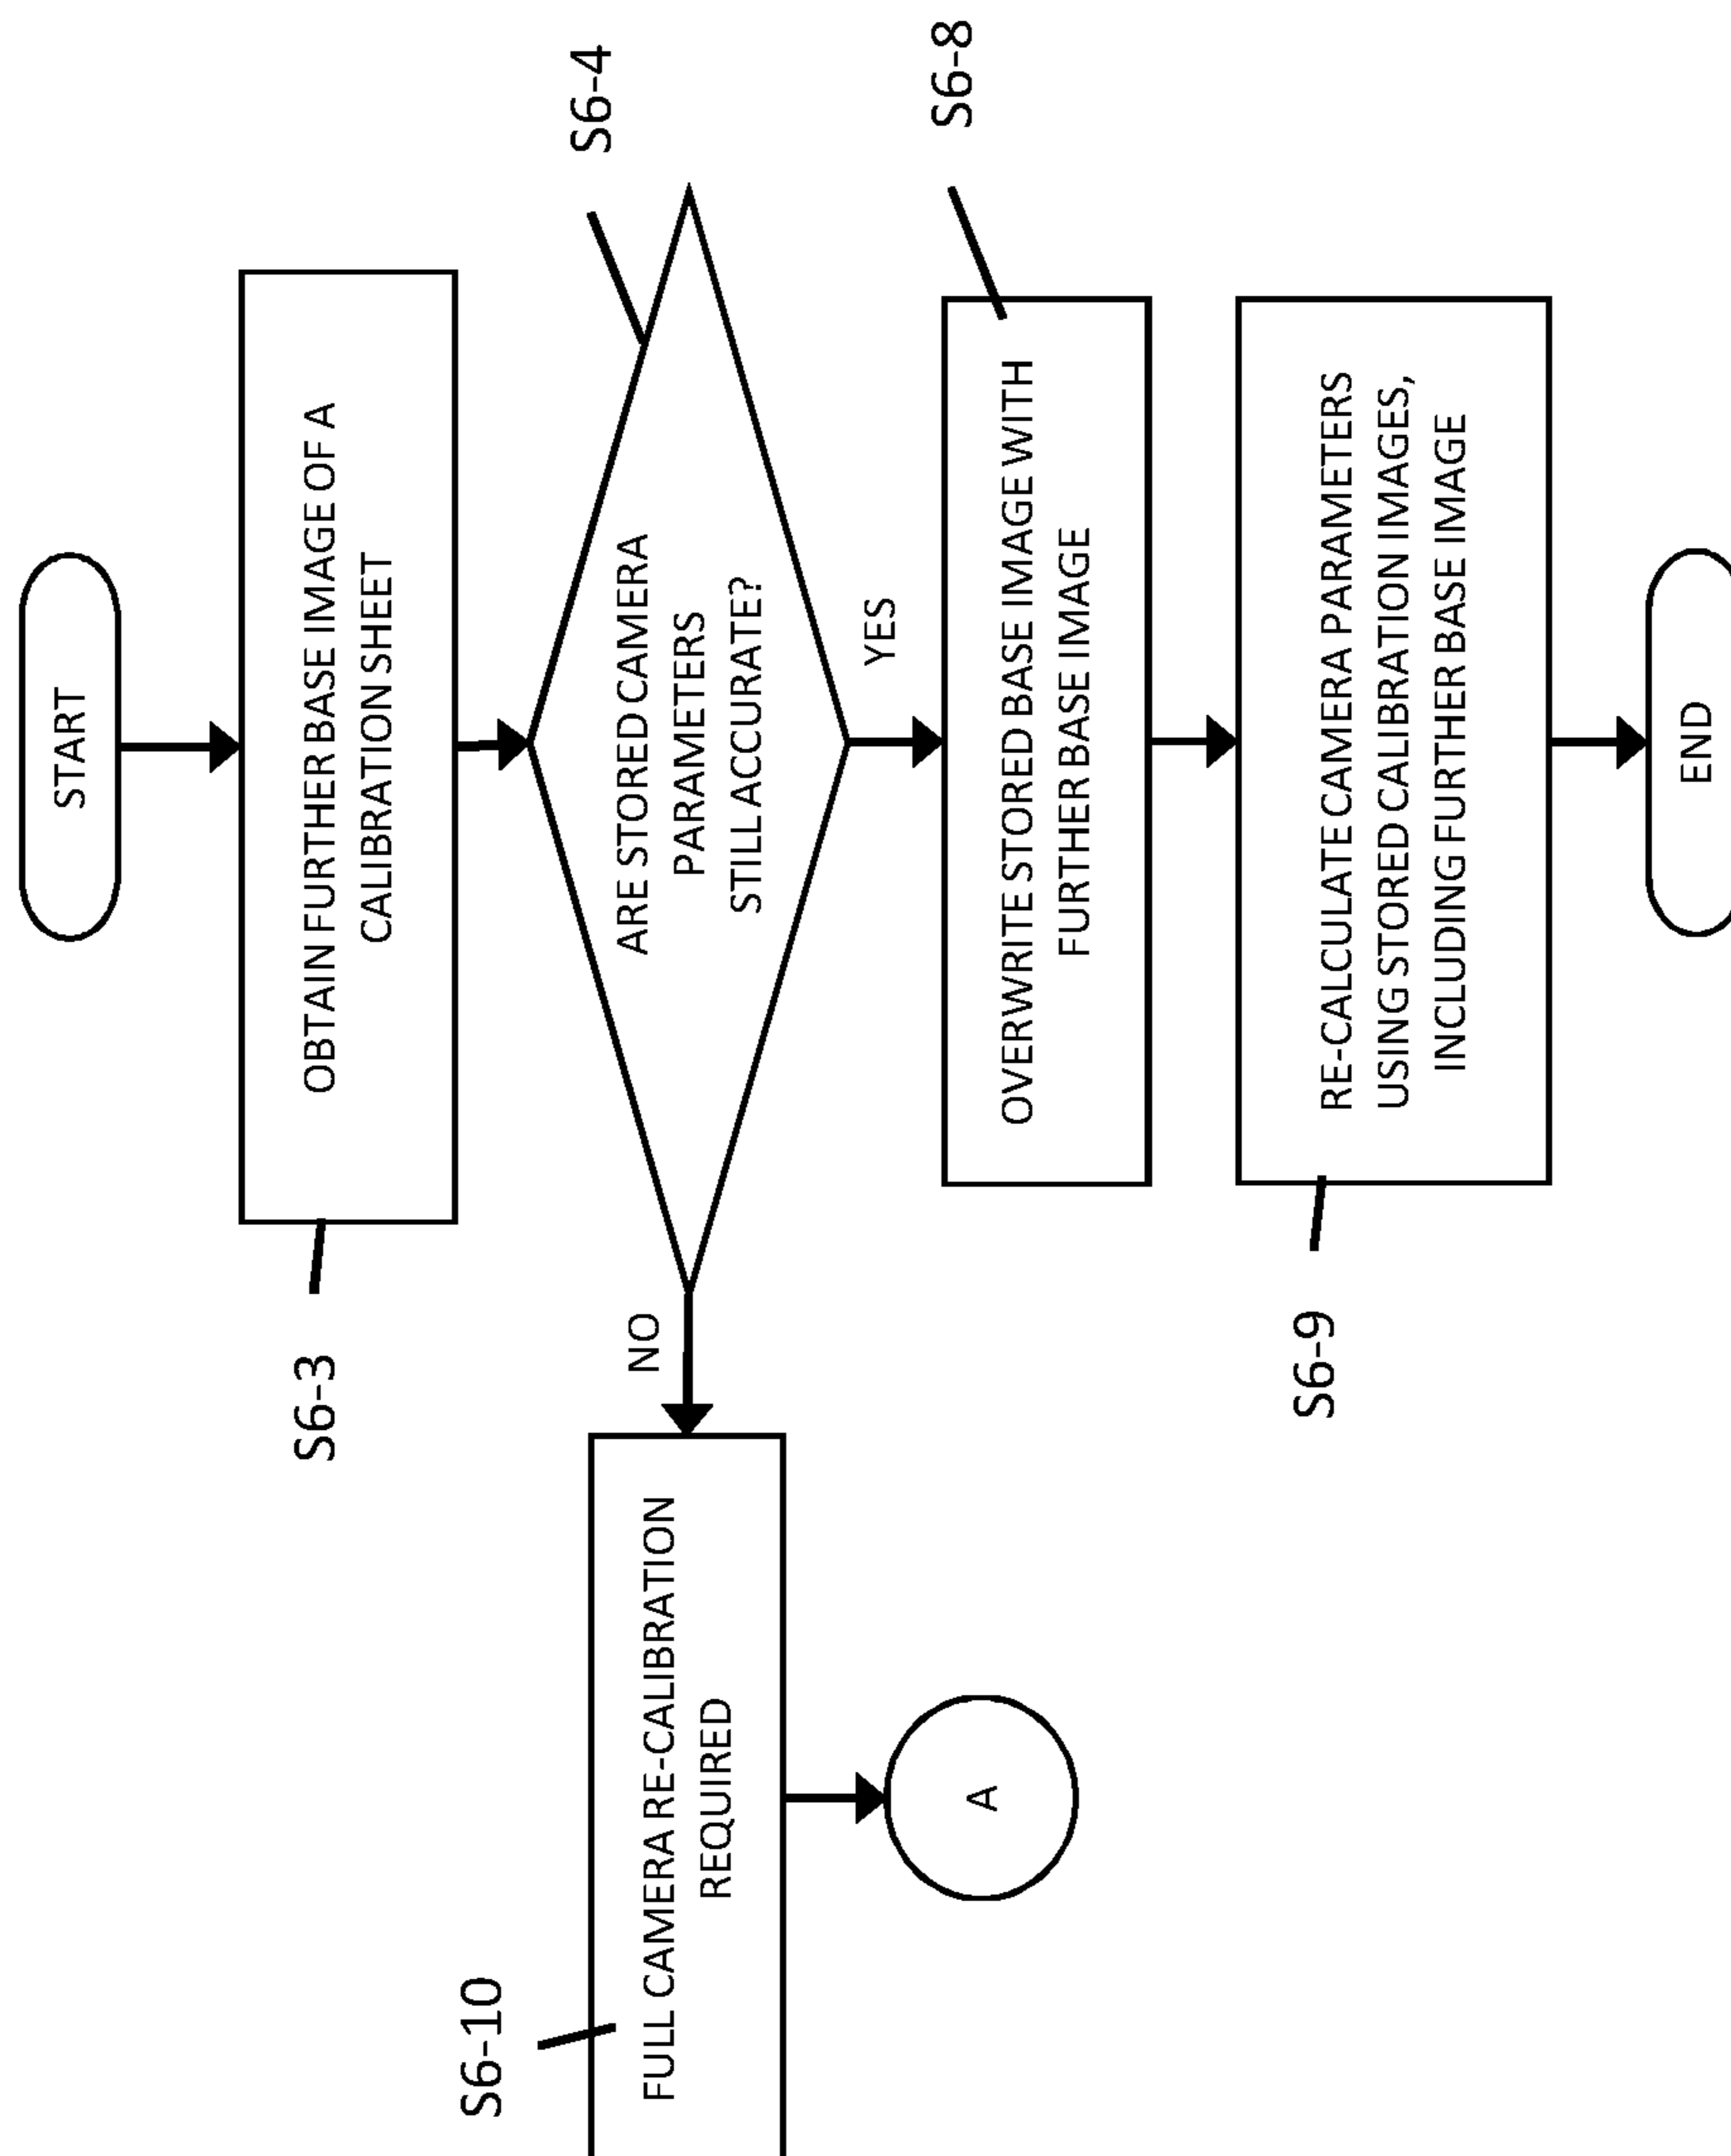 START
S6-3
OBTAIN FURTHER BASE IMAGE OF A
CALIBRATION SHEET
S6-4
ARE STORED CAMERA
PARAMETERS
STILL ACCURATE?
NO
YES
S6-10
FULL CAMERA RE-CALIBRATION
REQUIRED
A
S6-8
OVERWRITE STORED BASE IMAGE WITH
FURTHER BASE IMAGE
S6-9
RE-CALCULATE CAMERA PARAMETERS
USING STORED CALIBRATION IMAGES,
INCLUDING FURTHER BASE IMAGE
END